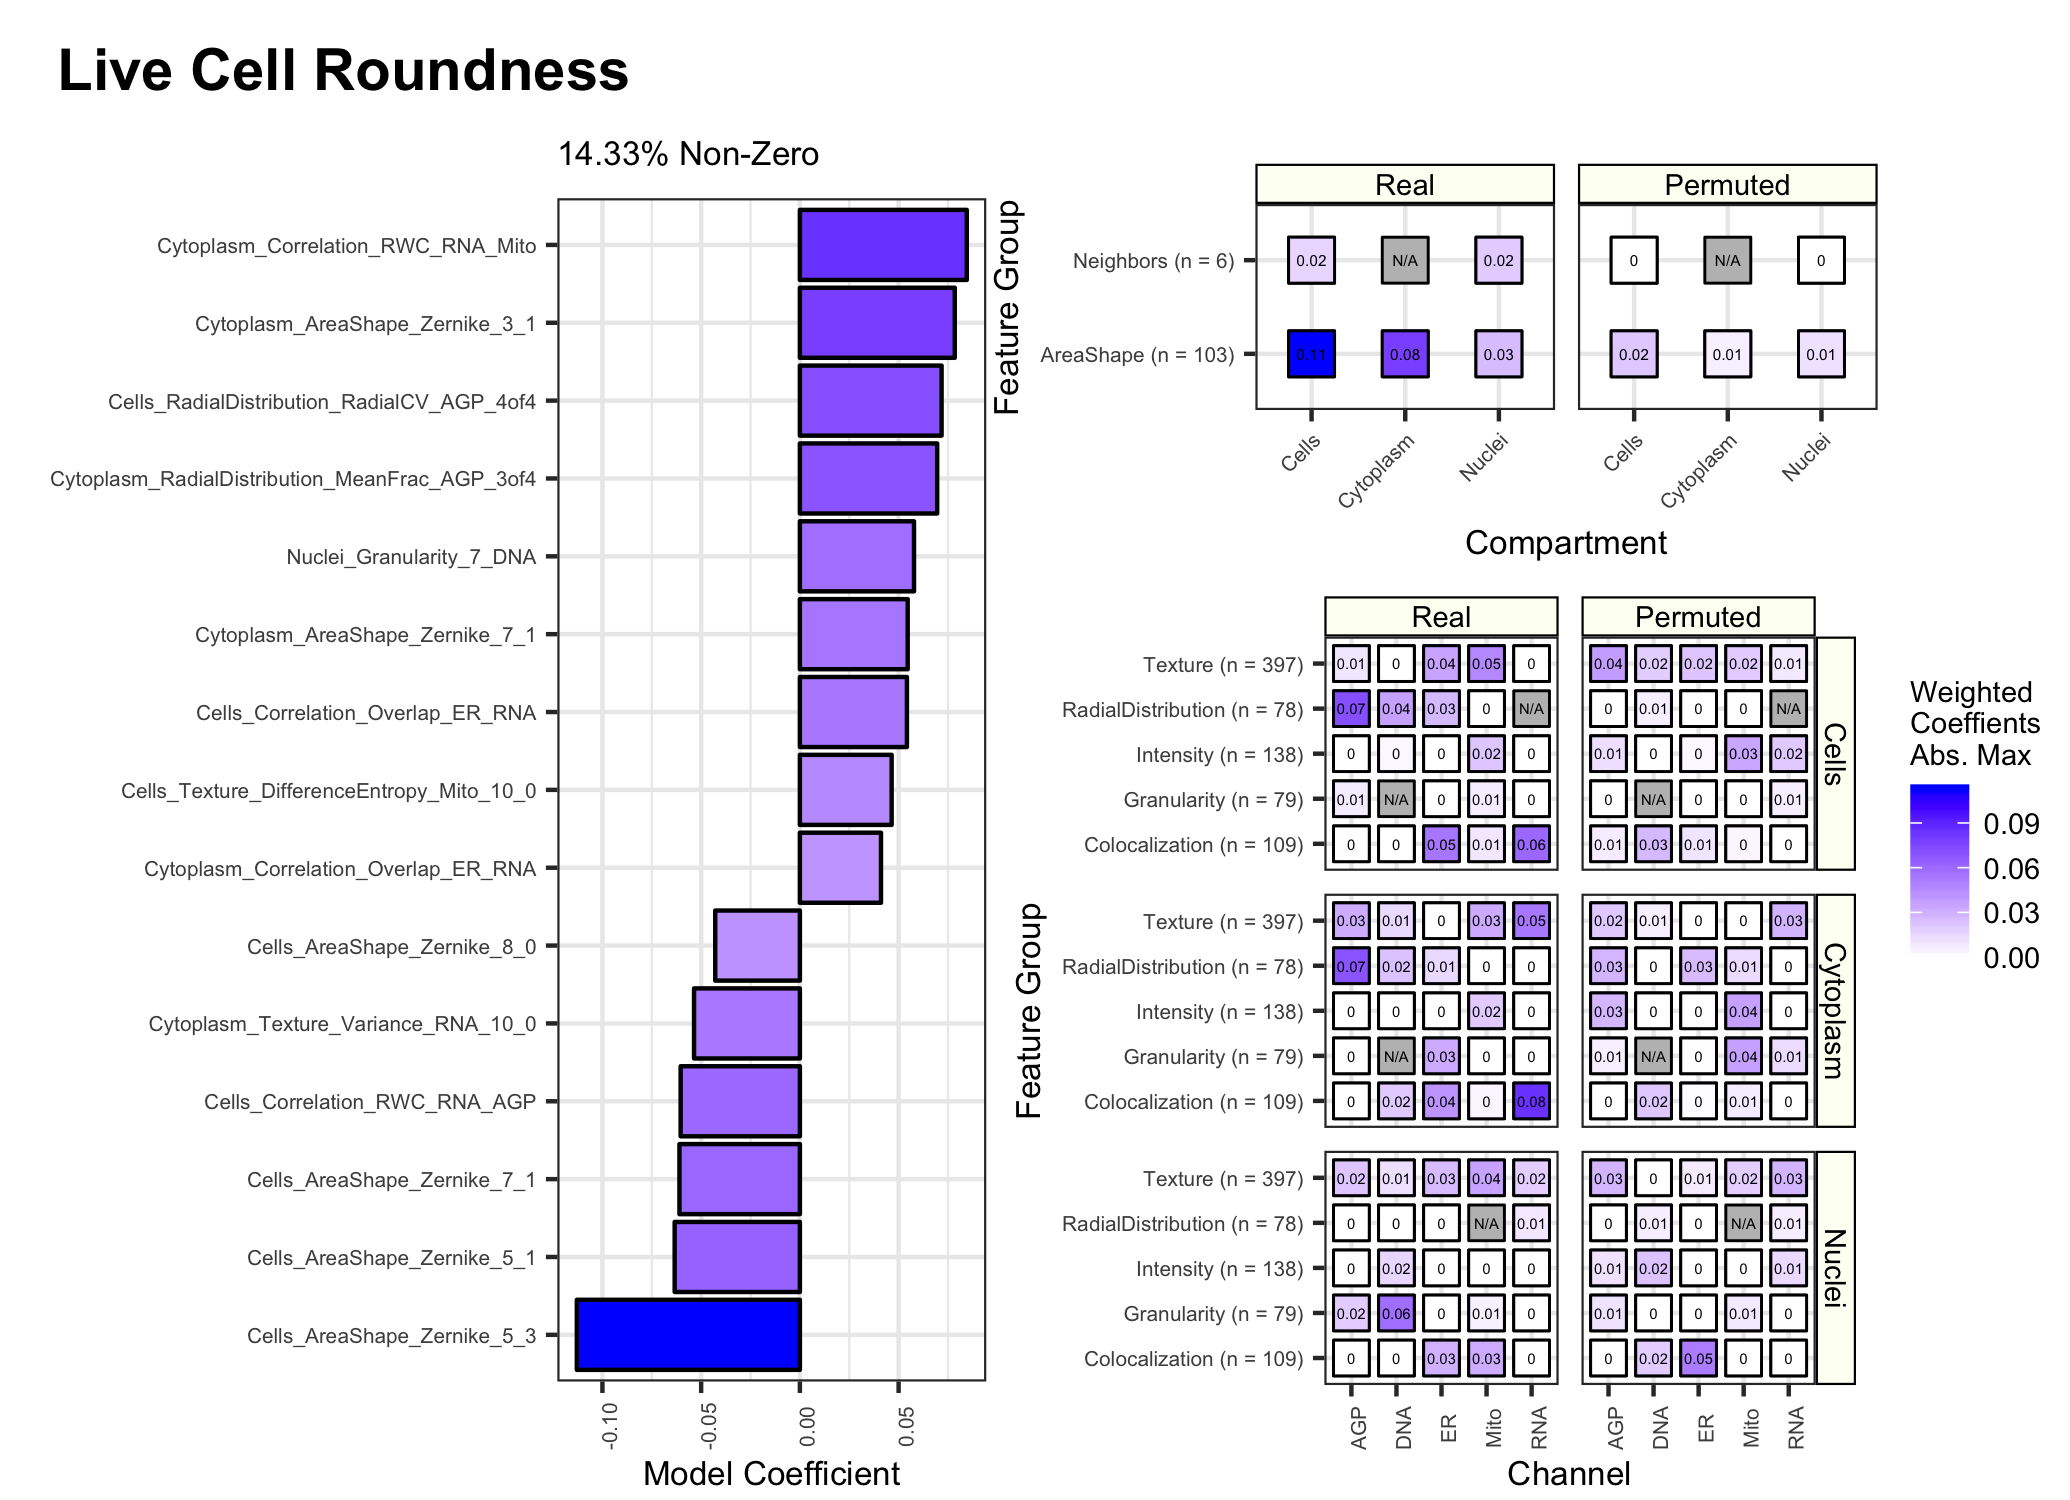 Live Cell Roundness
14.33% Non-Zero
Cytoplasm_Correlation_RWC_RNA_Mito
Cytoplasm_AreaShape_Zernike_3_1
Cells_RadialDistribution_RadialCV_AGP_4of4
Cytoplasm_RadialDistribution_MeanFrac_AGP_3of4
Nuclei_Granularity_7_DNA
Cytoplasm_AreaShape_Zernike_7_1
Cells_Correlation_Overlap_ER_RNA
Cells_Texture_DifferenceEntropy_Mito_10_0
Cytoplasm_Correlation_Overlap_ER_RNA
Cells_AreaShape_Zernike_8_0
Cytoplasm_Texture_Variance_RNA_10_0
Cells_Correlation_RWC_RNA_AGP
Cells_AreaShape_Zernike_7_1
Cells_AreaShape_Zernike_5_1
Cells_AreaShape_Zernike_5_3
-0.10 -0.05 0.00 0.05
Model Coefficient
Feature Group
Real Permuted
Neighbors (n = 6) 0.02 N/A 0.02 0 N/A 0
AreaShape (n = 103) 0.11 0.08 0.03 0.02 0.01 0.01
Cells Cytoplasm Nuclei Cells Cytoplasm Nuclei
Compartment
Feature Group
Real Permuted
Texture (n = 397) 0.01 0 0.04 0.05 0 0.04 0.02 0.02 0.02 0.01
RadialDistribution (n = 78) 0.07 0.04 0.03 0 N/A 0 0.01 0 0 N/A
Intensity (n = 138) 0 0 0 0.02 0 0.01 0 0 0.03 0.02
Granularity (n = 79) 0.01 N/A 0 0.01 0 0 N/A 0 0 0.01
Colocalization (n = 109) 0 0 0.05 0.01 0.06 0.01 0.03 0.01 0 0
Cells
Texture (n = 397) 0.03 0.01 0 0.03 0.05 0.02 0.01 0 0 0.03
RadialDistribution (n = 78) 0.07 0.02 0.01 0 0 0.03 0 0.03 0.01 0
Intensity (n = 138) 0 0 0 0.02 0 0.03 0 0 0.04 0
Granularity (n = 79) 0 N/A 0.03 0 0 0.01 N/A 0 0.04 0.01
Colocalization (n = 109) 0 0.02 0.04 0 0.08 0 0.02 0 0.01 0
Cytoplasm
Texture (n = 397) 0.02 0.01 0.03 0.04 0.02 0.03 0 0.01 0.02 0.03
RadialDistribution (n = 78) 0 0 0 N/A 0.01 0 0.01 0 N/A 0.01
Intensity (n = 138) 0 0.02 0 0 0 0.01 0.02 0 0 0.01
Granularity (n = 79) 0.02 0.06 0 0.01 0 0.01 0 0 0.01 0
Colocalization (n = 109) 0 0 0.03 0.03 0 0 0.02 0.05 0 0
Nuclei
AGP DNA ER Mito RNA AGP DNA ER Mito RNA
Channel
Weighted
Coeffients
Abs. Max
0.09
0.06
0.03
0.00